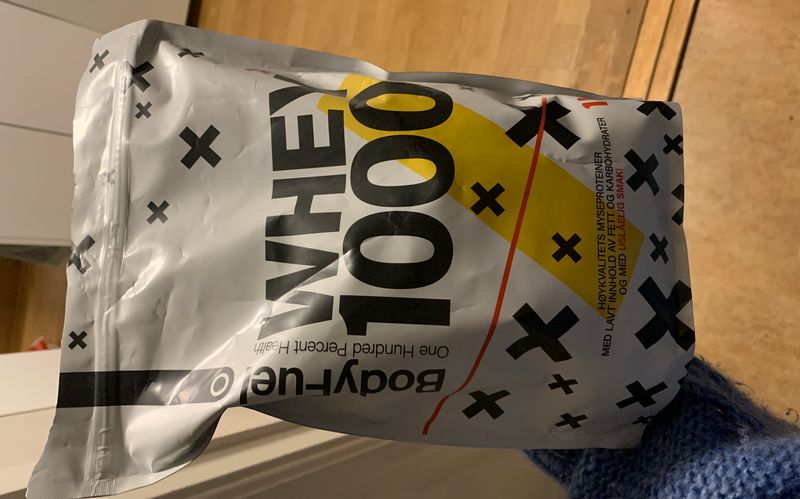 BodyFuel
One Hundred Percent Health
WHEY
1000
HØYKVALITETS MYSEPROTEINER
MED LAVT INNHOLD AV FETT OG KARBOHYDRATER
OG MED USLÅELIG SMAK!